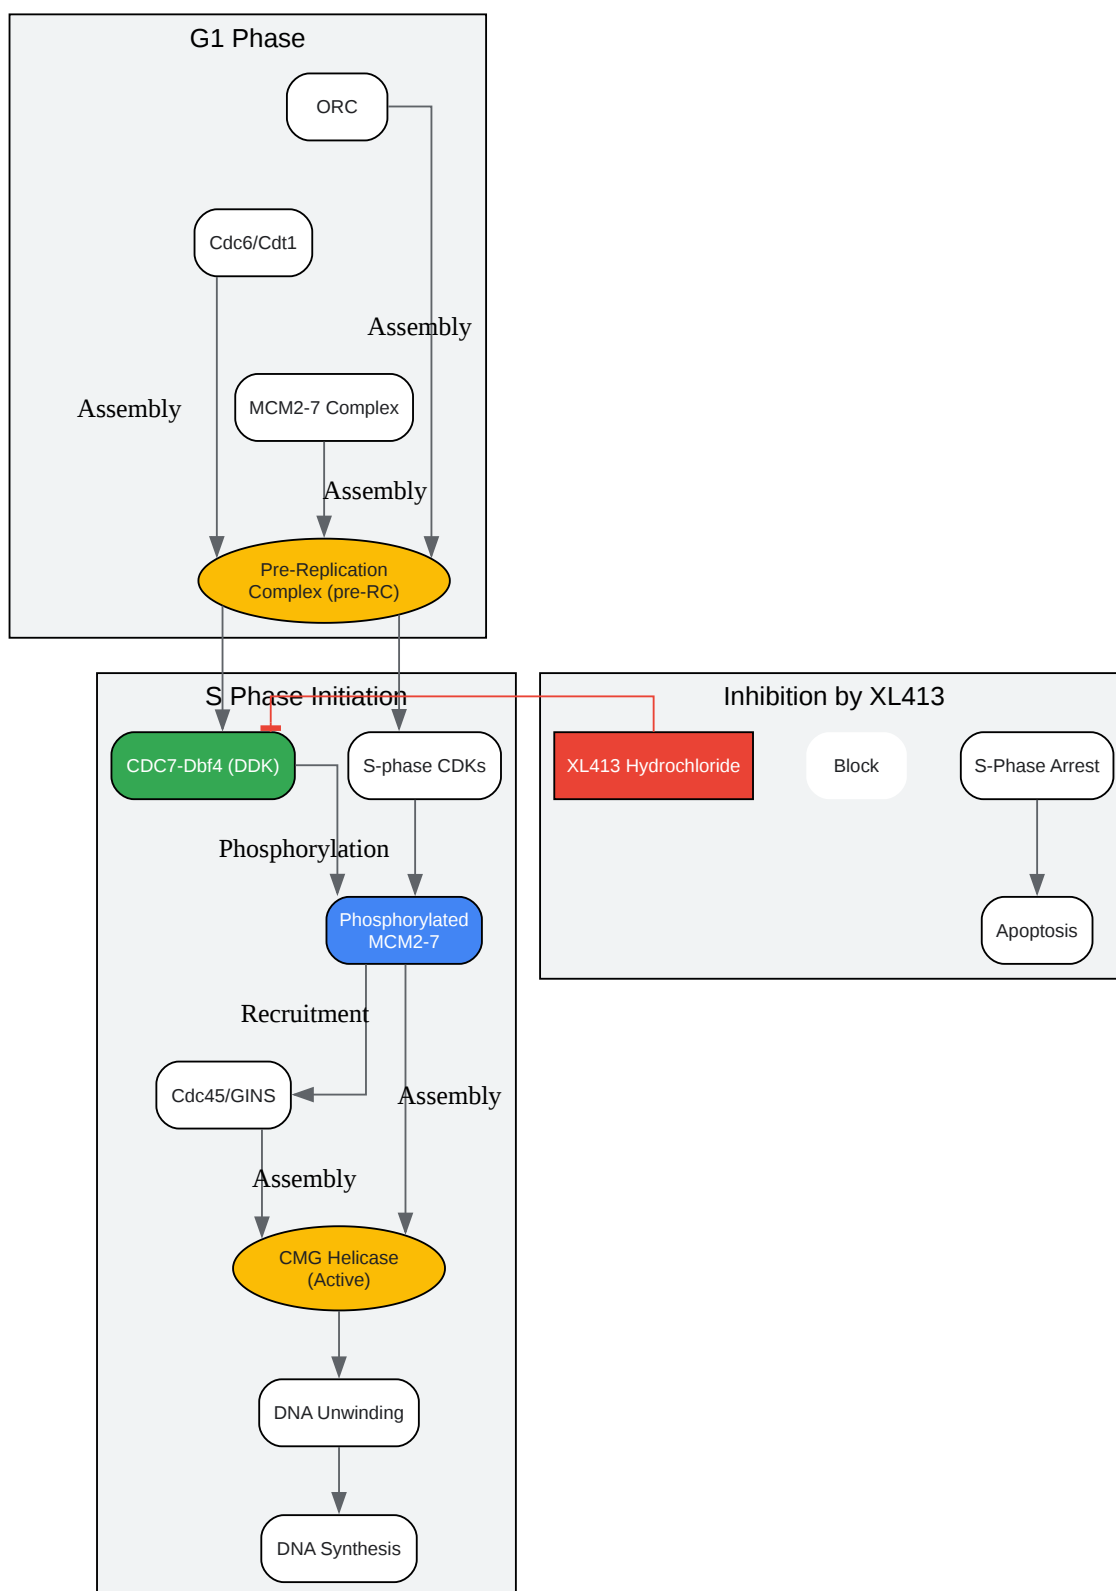 G1 Phase
ORC
Cdc6/Cdt1
Assembly
MCM2-7 Complex
Assembly
Assembly
Pre-Replication
Complex (pre-RC)
S Phase Initiation
CDC7-Dbf4 (DDK)
S-phase CDKs
Phosphorylation
Phosphorylated
MCM2-7
Recruitment
Cdc45/GINS
Assembly
Assembly
CMG Helicase
(Active)
DNA Unwinding
DNA Synthesis
Inhibition by XL413
XL413 Hydrochloride
Block
S-Phase Arrest
Apoptosis